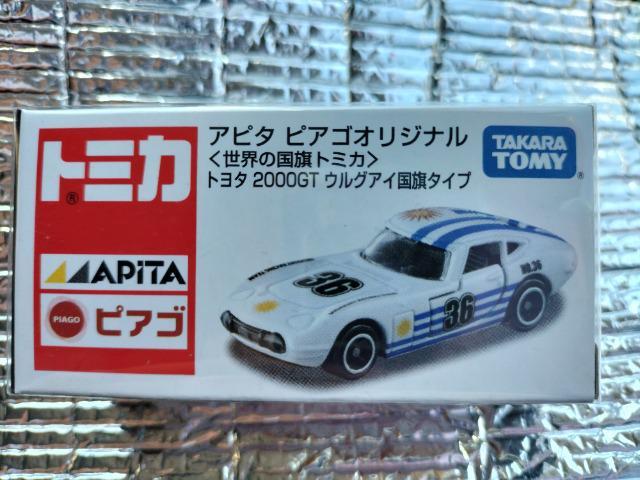 トミカ
®
アピタ ピアゴオリジナル
<世界の国旗トミカ>
トヨタ 2000GT ウルグアイ国旗タイプ
TAKARA
TOMY
®
APiTA
PIAGO
ピアゴ
36
36
NO.36